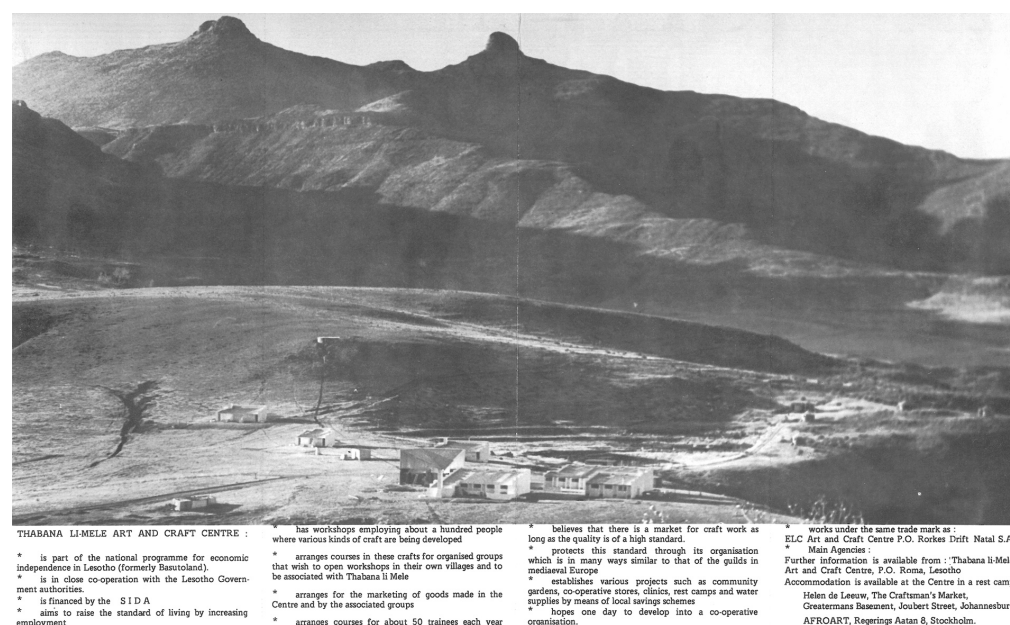 THABANA LI-MELE ART AND CRAFT CENTRE :
* is part of the national programme for economic
independence in Lesotho (formerly Basutoland).
* is in close co-operation with the Lesotho Govern-
ment authorities.
* is financed by the S I D A
* aims to raise the standard of living by increasing
employment
* has workshops employing about a hundred people
where various kinds of craft are being developed
* arranges courses in these crafts for organised groups
that wish to open workshops in their own villages and to
be associated with Thabana li Mele
* arranges for the marketing of goods made in the
Centre and by the associated groups
* arranges courses for about 50 trainees each year
* believes that there is a market for craft work as
long as the quality is of a high standard.
* protects this standard through its organisation
which is in many ways similar to that of the guilds in
mediaeval Europe
* establishes various projects such as community
gardens, co-operative stores, clinics, rest camps and water
supplies by means of local savings schemes
* hopes one day to develop into a co-operative
organisation.
* works under the same trade mark as :
ELC Art and Craft Centre P.O. Rorkes Drift Natal S.A
* Main Agencies :
Further information is available from : 'Thabana li-Mel
Art and Craft Centre, P.O. Roma, Lesotho
Accommodation is available at the Centre in a rest cam
Helen de Leeuw, The Craftsman's Market,
Greatermans Basement, Joubert Street, Johannesbur
AFROART, Regerings Aatan 8, Stockholm.